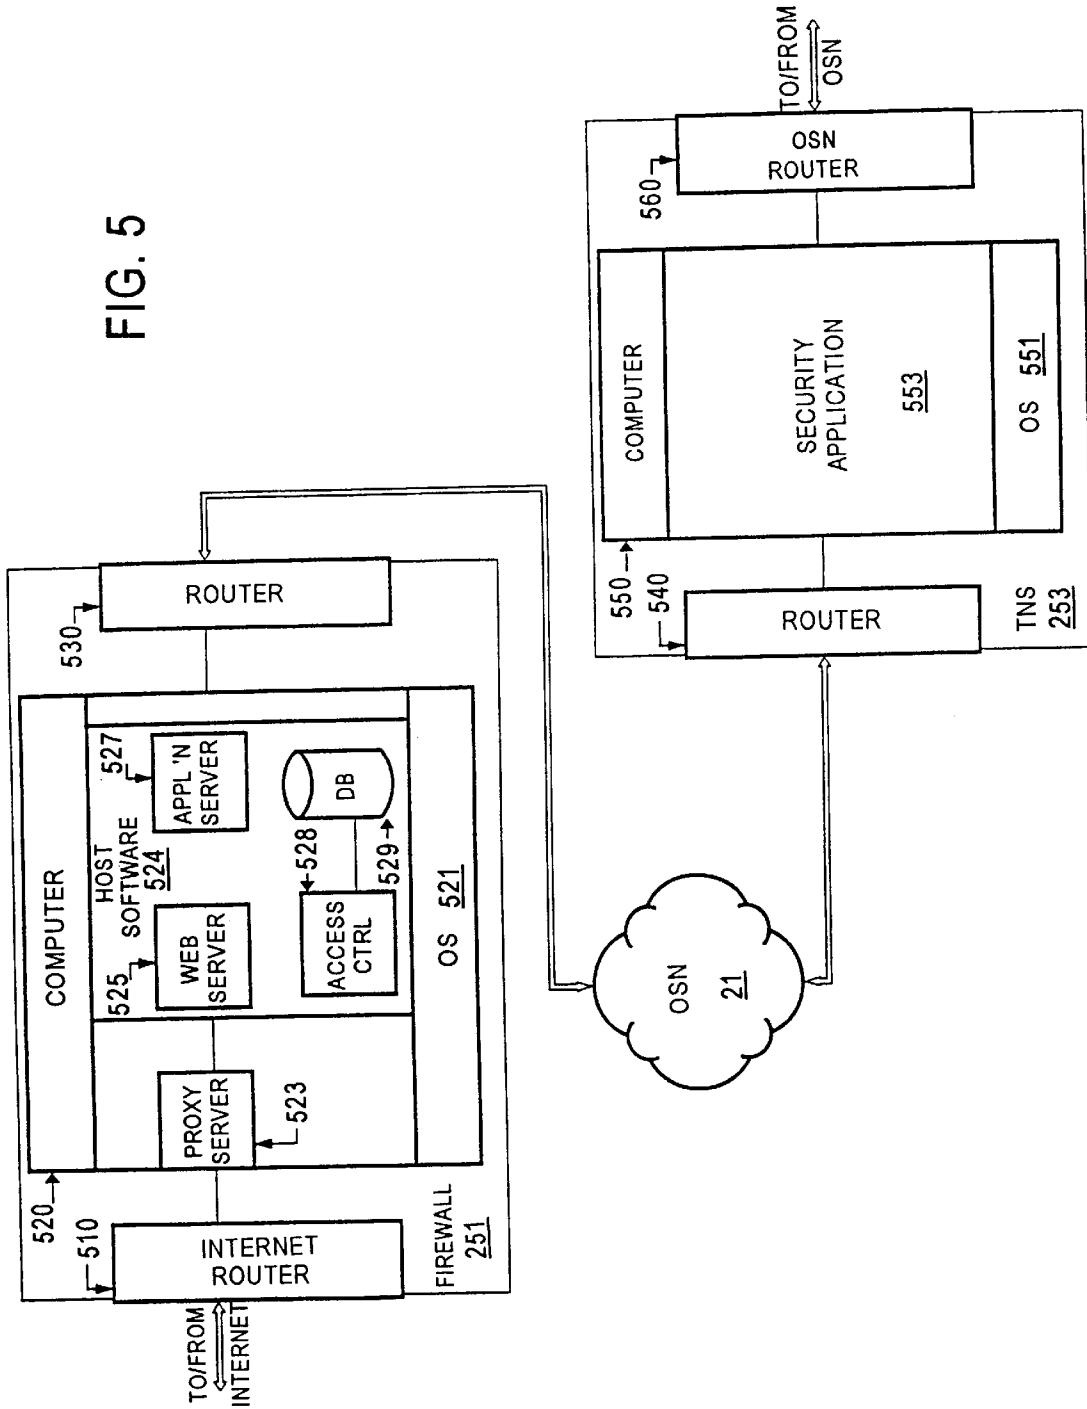 FIG. 5
TO/FROM
INTERNET
510
INTERNET
ROUTER
FIREWALL
251
520
COMPUTER
PROXY
SERVER
523
HOST
SOFTWARE
524
525
WEB
SERVER
527
APPL'N
SERVER
ACCESS
CTRL
528
DB
529
OS 521
530
ROUTER
OSN
21
540
ROUTER
TNS
253
550
COMPUTER
SECURITY
APPLICATION
553
OS 551
560
OSN
ROUTER
TO/FROM
OSN